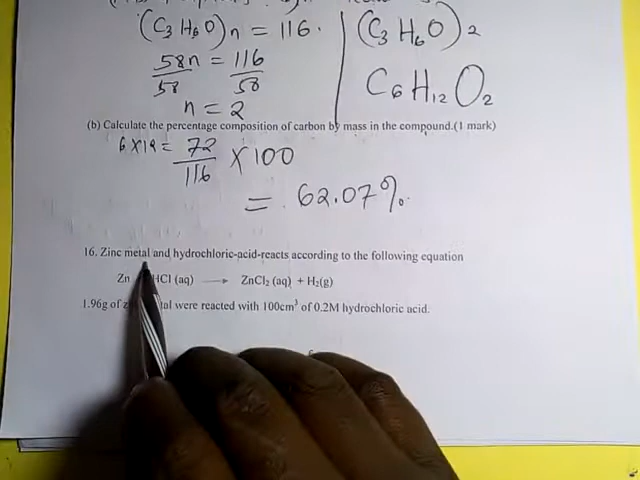 (C3H6O)n = 116. (C3H6O)2
58n = 116
58 58
C6H12O2
n = 2
(b) Calculate the percentage composition of carbon by mass in the compound.(1 mark)
6 X 12 = 72 X 100
116
= 62.07%.
16. Zinc metal and hydrochloric-acid-reacts according to the following equation
Zn HCl (aq) → ZnCl2 (aq) + H2(g)
1.96g of were reacted with 100cm³ of 0.2M hydrochloric acid.